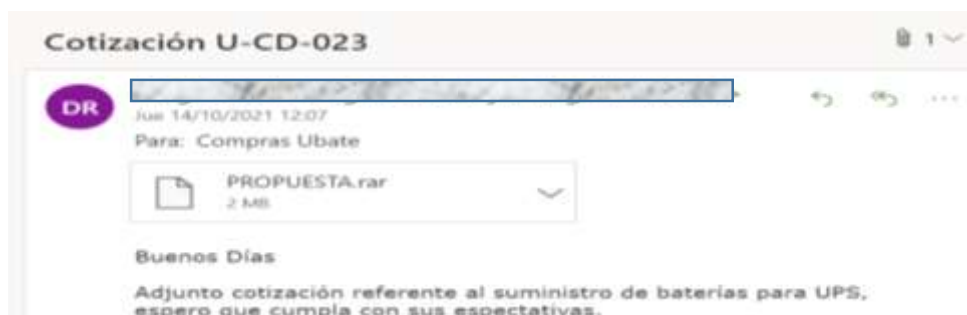 Cotización U-CD-023
1
DR
Jue 14/10/2021 12:07
Para: Compras Ubate
PROPUESTA.rar
2 MB
Buenos Días
Adjunto cotización referente al suministro de baterías para UPS,
espero que cumpla con sus espectativas.